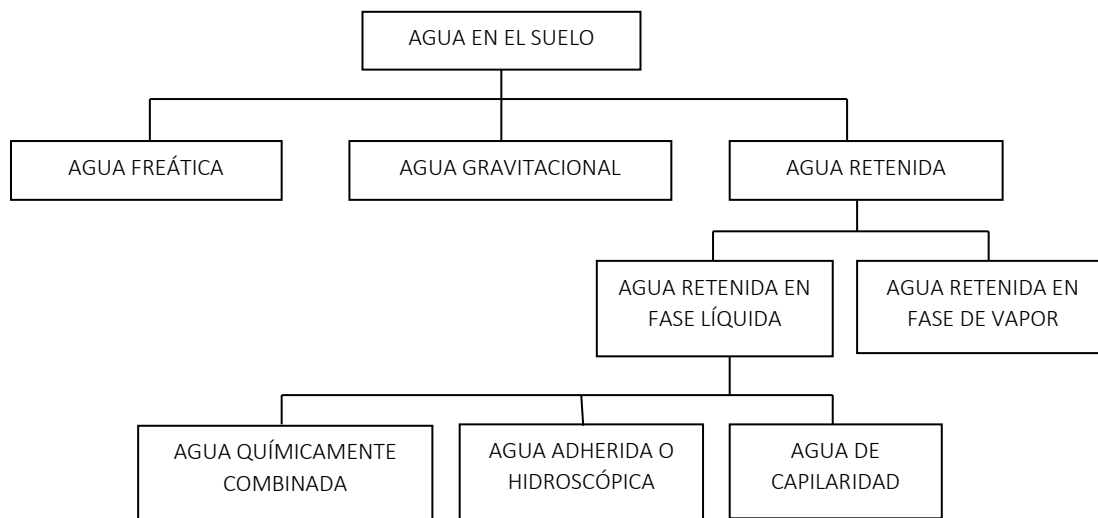 AGUA EN EL SUELO
AGUA FREÁTICA
AGUA GRAVITACIONAL
AGUA RETENIDA
AGUA RETENIDA EN
FASE LÍQUIDA
AGUA RETENIDA EN
FASE DE VAPOR
AGUA QUÍMICAMENTE
COMBINADA
AGUA ADHERIDA O
HIDROSCÓPICA
AGUA DE
CAPILARIDAD